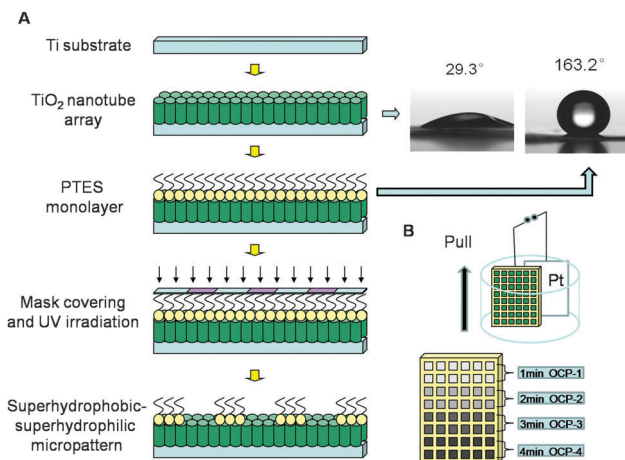 A
Ti substrate
TiO₂ nanotube
array
29.3°
163.2°
PTES
monolayer
B
Pull
Pt
Mask covering
and UV irradiation
1min OCP-1
2min OCP-2
3min OCP-3
4min OCP-4
Superhydrophobic-
superhydrophilic
micropattern